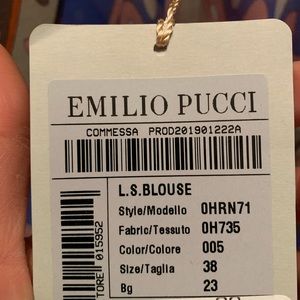 EMILIO PUCCI
COMMESSA PROD201901222A
L.S.BLOUSE
Style/Modello 0HRN71
Fabric/Tessuto 0H735
Color/Colore 005
Size/Taglia 38
Bg 23
TORE 015952